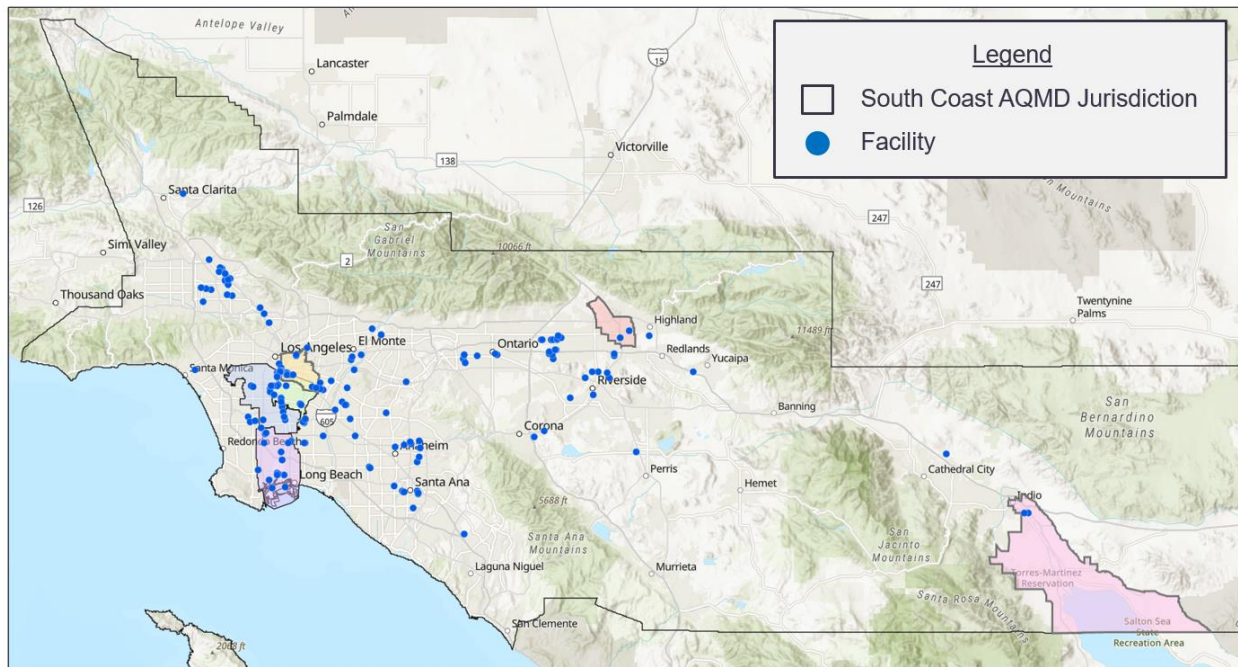 Legend
South Coast AQMD Jurisdiction
Facility
Antelope Valley
Lancaster
15
Palmdale
Victorville
138
Santa Clarita
126
247
San
Gabriel
Mountains
10066 ft
Simi Valley
2
247
Thousand Oaks
Twentynine
Palms
Highland
11489 ft
Los Angeles
El Monte
Ontario
Redlands
Yucaipa
Santa Monica
Riverside
San
Bernardino
Mountains
Banning
605
Redondo Beach
Corona
Long Beach
Perris
Cathedral City
Santa Ana
Hemet
Indio
5688 ft
Santa Ana
Mountains
San
Jacinto
Mountains
Laguna Niguel
Murrieta
Torres-Martinez
Reservation
Santa Rosa Mountains
San Clemente
Salton Sea
State
Recreation Area